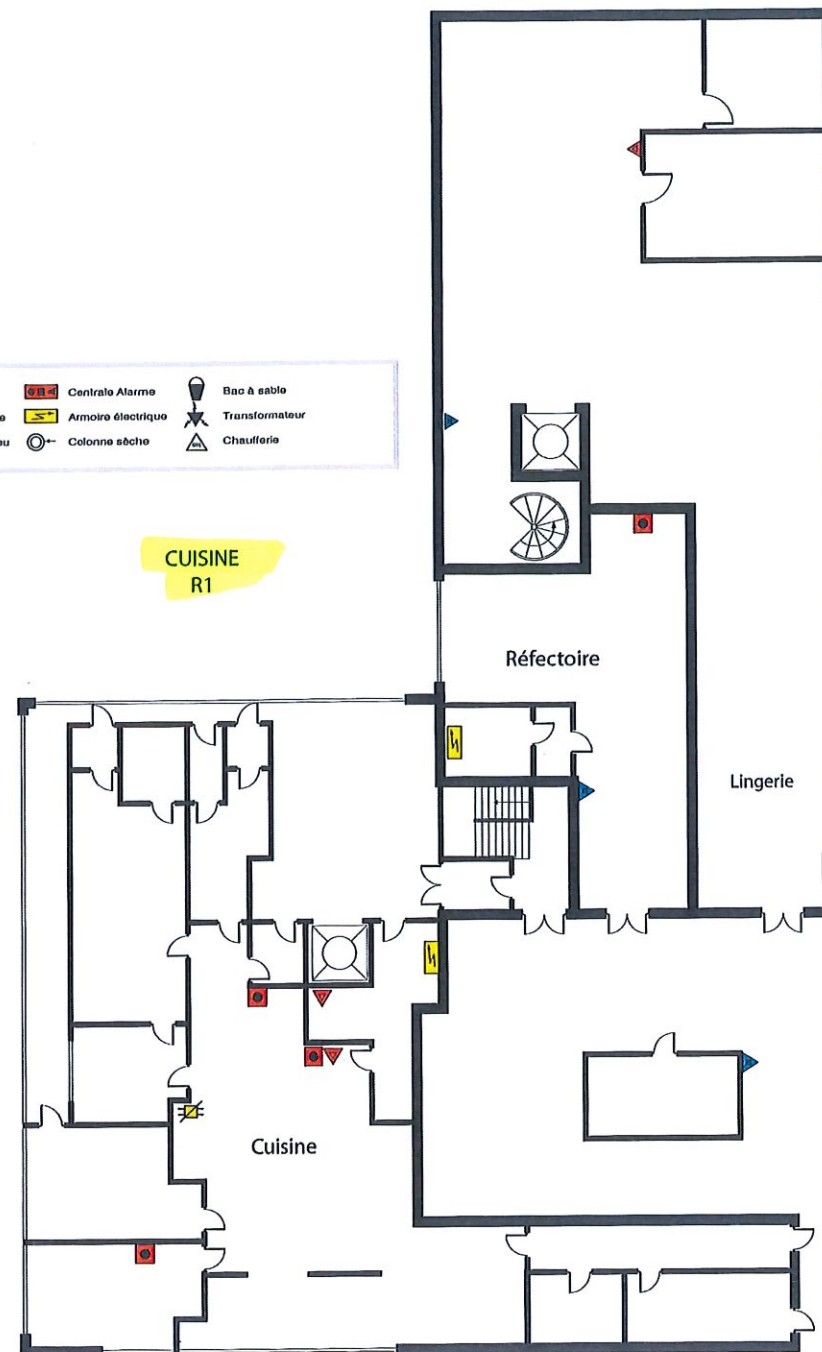 Centrale Alarme
Bac à sable
Armoire électrique
Transformateur
Colonne sèche
Chaufferie
CUISINE
R1
Réfectoire
Lingerie
Cuisine